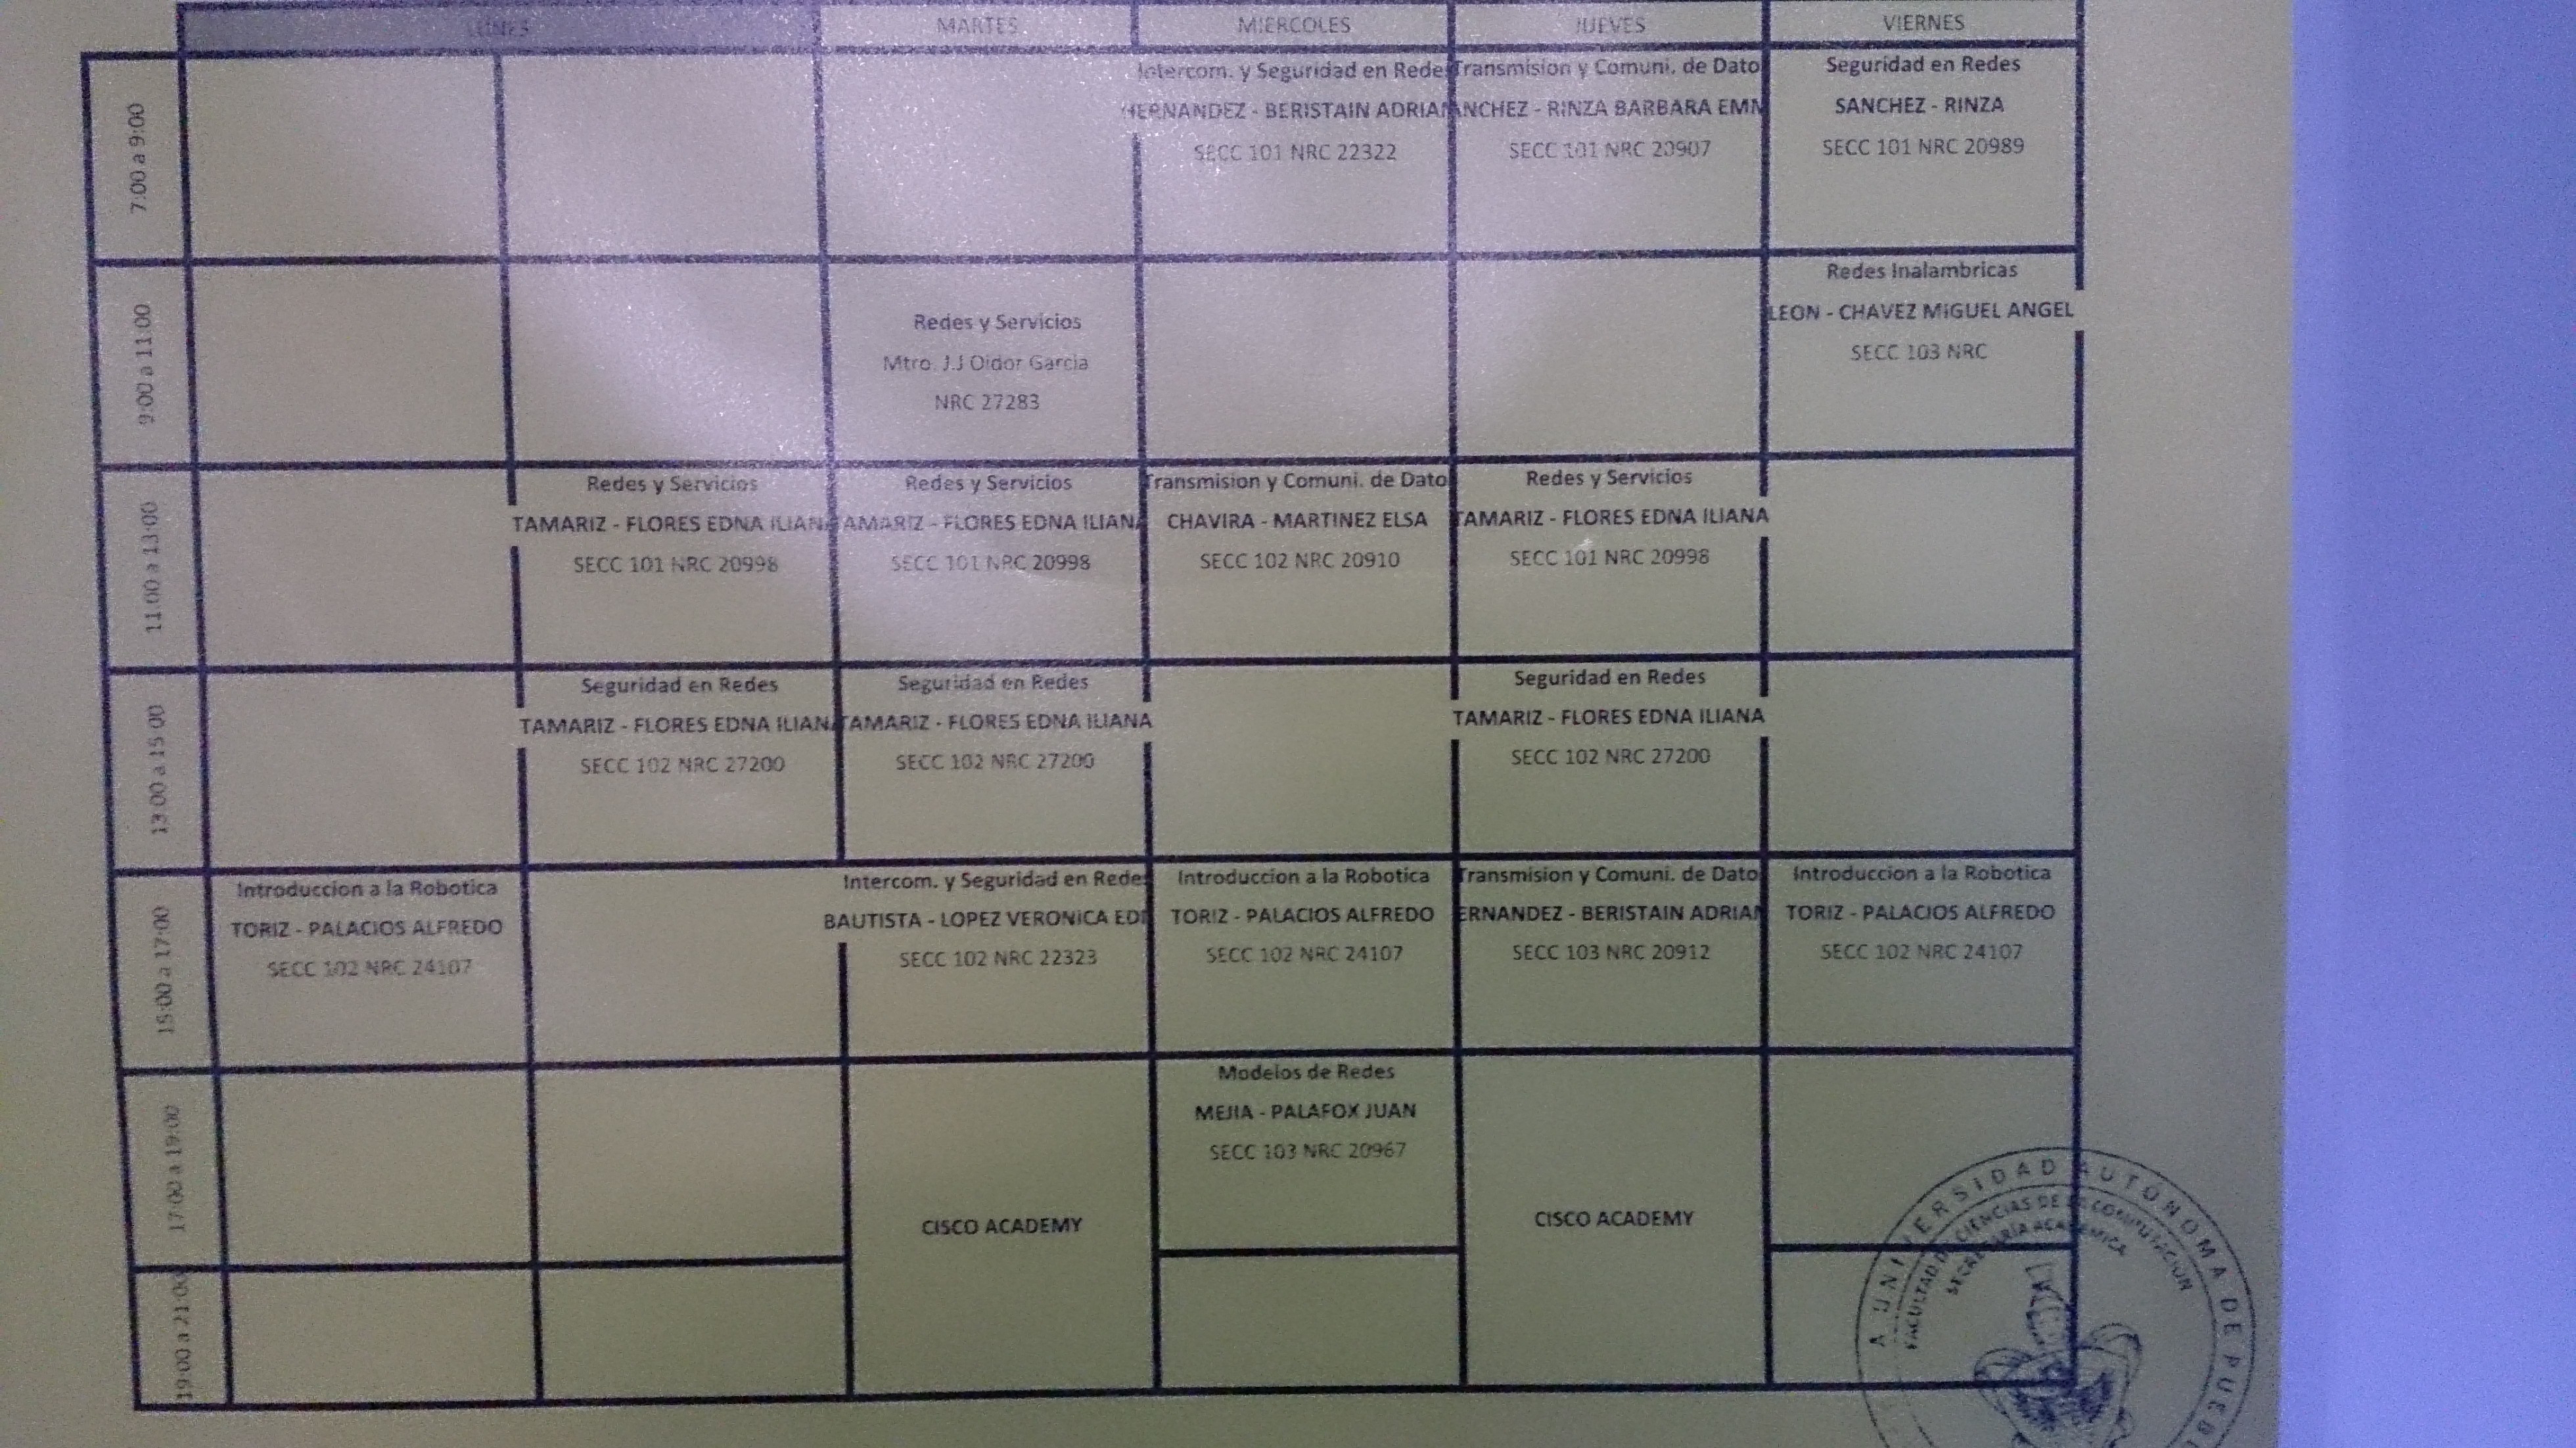 LUNES MARTES MIERCOLES JUEVES VIERNES
7:00 a 9:00
Intercom. y Seguridad en Redes
HERNANDEZ - BERISTAIN ADRIAN
SECC 101 NRC 22322
Transmision y Comuni. de Dato
NCHEZ - RINZA BARBARA EMM
SECC 101 NRC 20907
Seguridad en Redes
SANCHEZ - RINZA
SECC 101 NRC 20989
9:00 a 11:00
Redes y Servicios
Mtro. J.J Oidor Garcia
NRC 27283
Redes Inalambricas
LEON - CHAVEZ MIGUEL ANGEL
SECC 103 NRC
11:00 a 13:00
Redes y Servicios
TAMARIZ - FLORES EDNA ILIANA
SECC 101 NRC 20998
Redes y Servicios
TAMARIZ - FLORES EDNA ILIANA
SECC 101 NRC 20998
Transmision y Comuni. de Dato
CHAVIRA - MARTINEZ ELSA
SECC 102 NRC 20910
Redes y Servicios
TAMARIZ - FLORES EDNA ILIANA
SECC 101 NRC 20998
13:00 a 15:00
Seguridad en Redes
TAMARIZ - FLORES EDNA ILIANA
SECC 102 NRC 27200
Seguridad en Redes
TAMARIZ - FLORES EDNA ILIANA
SECC 102 NRC 27200
Seguridad en Redes
TAMARIZ - FLORES EDNA ILIANA
SECC 102 NRC 27200
15:00 a 17:00
Introduccion a la Robotica
TORIZ - PALACIOS ALFREDO
SECC 102 NRC 24107
Intercom. y Seguridad en Redes
BAUTISTA - LOPEZ VERONICA EDI
SECC 102 NRC 22323
Introduccion a la Robotica
TORIZ - PALACIOS ALFREDO
SECC 102 NRC 24107
Transmision y Comuni. de Dato
ERNANDEZ - BERISTAIN ADRIAN
SECC 103 NRC 20912
Introduccion a la Robotica
TORIZ - PALACIOS ALFREDO
SECC 102 NRC 24107
17:00 a 19:00
CISCO ACADEMY
Modelos de Redes
MEJIA - PALAFOX JUAN
SECC 103 NRC 20967
CISCO ACADEMY
19:00 a 21:00
A UNIVERSIDAD AUTONOMA DE PUEB
FACULTAD DE CIENCIAS DE LA COMPUTACION
SECRETARIA ACADEMICA